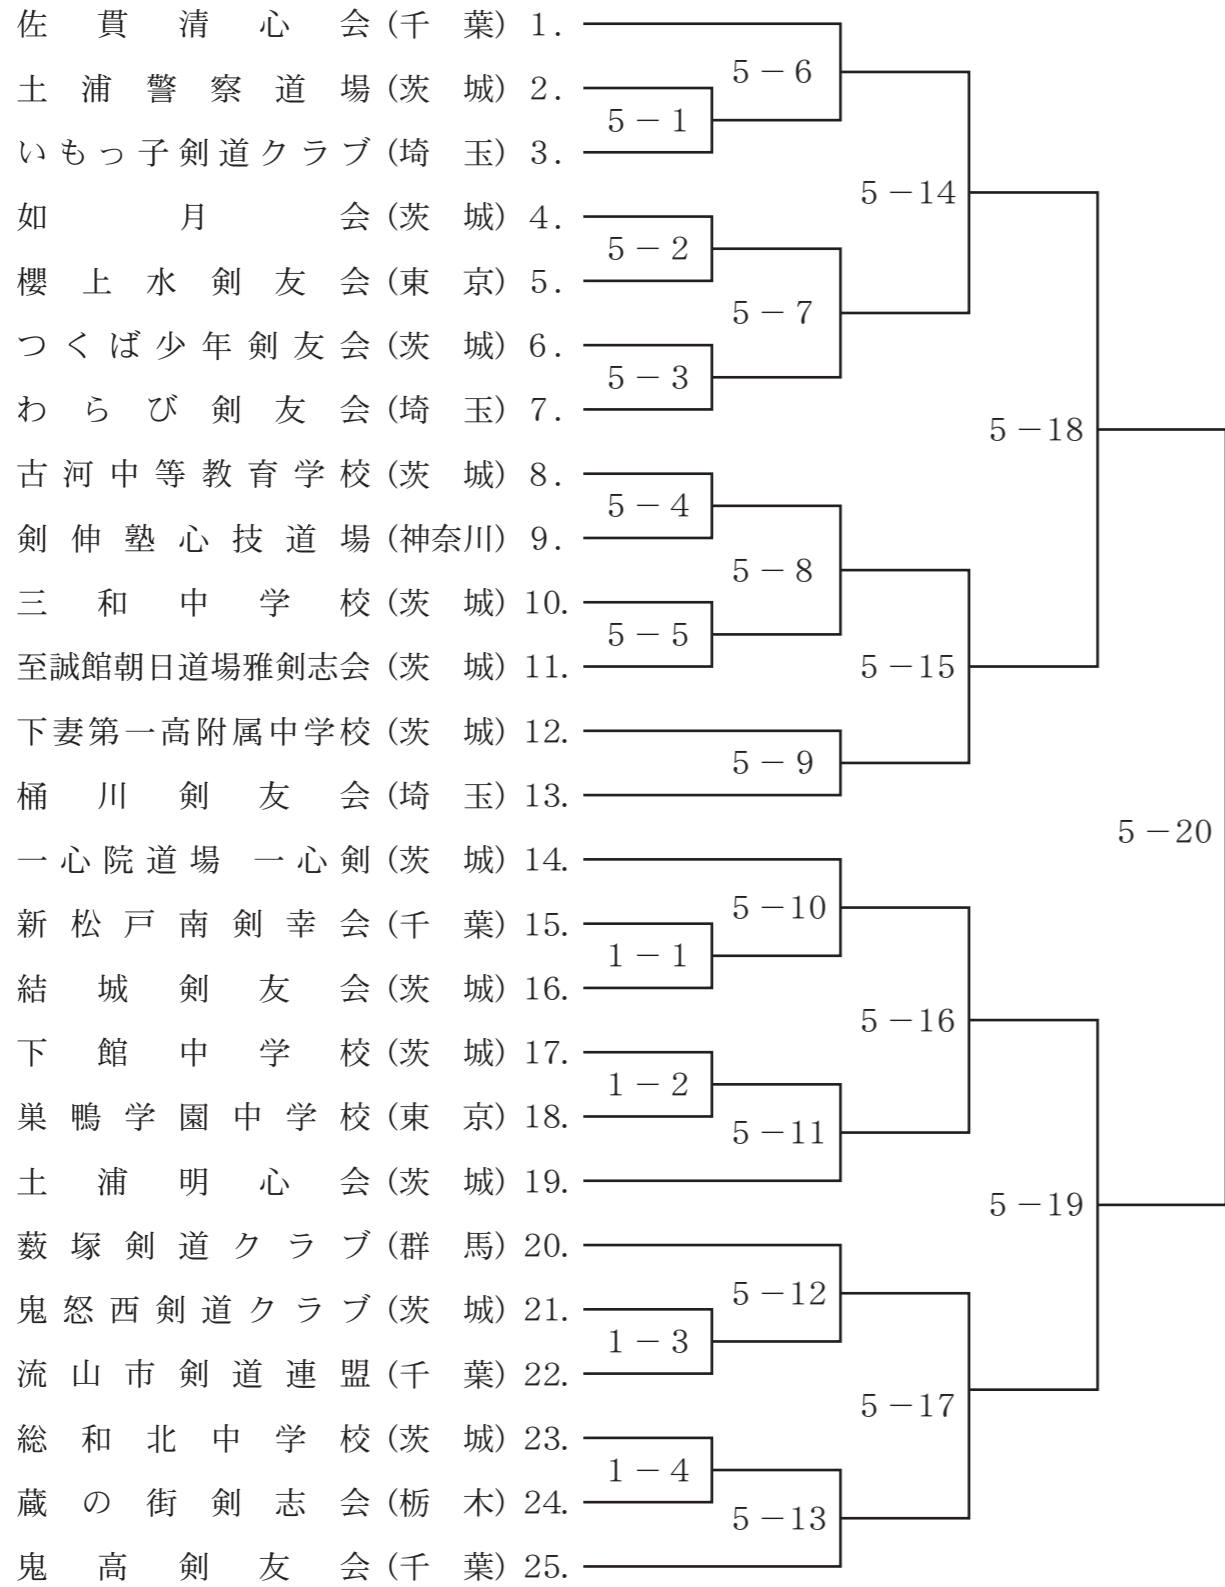 佐貫清心会(千葉) 1.
土浦警察道場(茨城) 2.
いもっ子剣道クラブ(埼玉) 3.
如月会(茨城) 4.
櫻上水剣友会(東京) 5.
つくば少年剣友会(茨城) 6.
わらび剣友会(埼玉) 7.
古河中等教育学校(茨城) 8.
剣伸塾心技道場(神奈川) 9.
三和中学校(茨城) 10.
至誠館朝日道場雅剣志会(茨城) 11.
下妻第一高附属中学校(茨城) 12.
桶川剣友会(埼玉) 13.
一心院道場 一心剣(茨城) 14.
新松戸南剣幸会(千葉) 15.
結城剣友会(茨城) 16.
下館中学校(茨城) 17.
巣鴨学園中学校(東京) 18.
土浦明心会(茨城) 19.
薮塚剣道クラブ(群馬) 20.
鬼怒西剣道クラブ(茨城) 21.
流山市剣道連盟(千葉) 22.
総和北中学校(茨城) 23.
蔵の街剣志会(栃木) 24.
鬼高剣友会(千葉) 25.
5－1
5－2
5－3
5－4
5－5
1－1
1－2
1－3
1－4
5－6
5－7
5－8
5－9
5－10
5－11
5－12
5－13
5－14
5－15
5－16
5－17
5－18
5－19
5－20